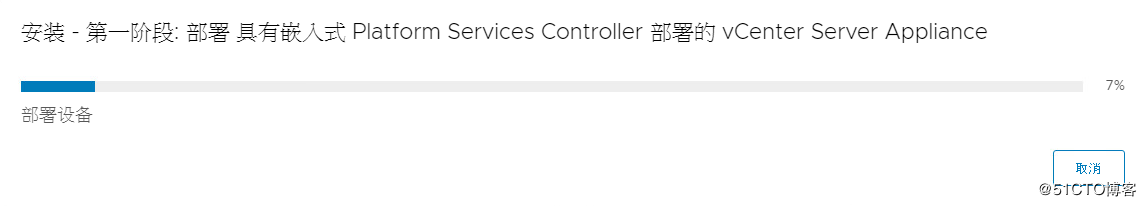 安装 - 第一阶段: 部署 具有嵌入式 Platform Services Controller 部署的 vCenter Server Appliance
7%
部署设备
取消
@51CTO博客